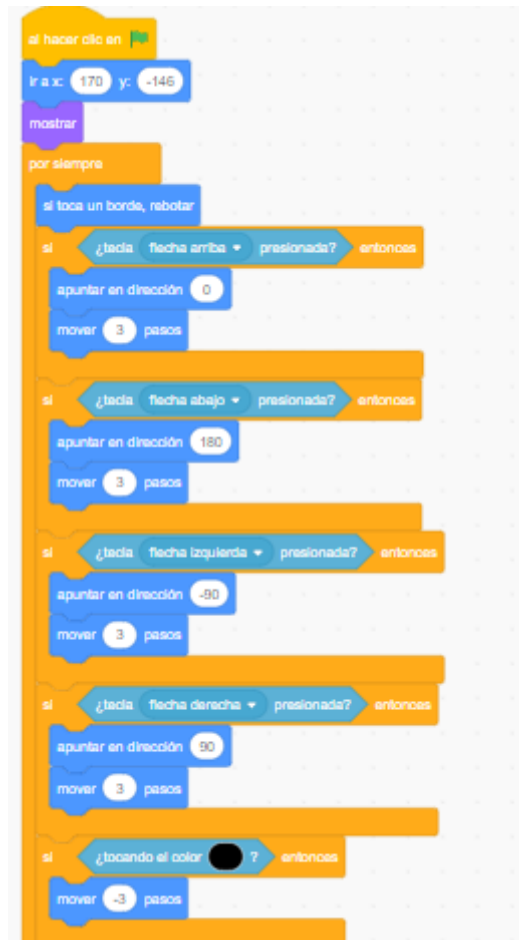 al hacer clic en
ir a x: 170 y: -146
mostrar
por siempre
si toca un borde, rebotar
si ¿tecla flecha arriba presionada? entonces
apuntar en dirección 0
mover 3 pasos
si ¿tecla flecha abajo presionada? entonces
apuntar en dirección 180
mover 3 pasos
si ¿tecla flecha izquierda presionada? entonces
apuntar en dirección -90
mover 3 pasos
si ¿tecla flecha derecha presionada? entonces
apuntar en dirección 90
mover 3 pasos
si ¿tocando el color ? entonces
mover -3 pasos